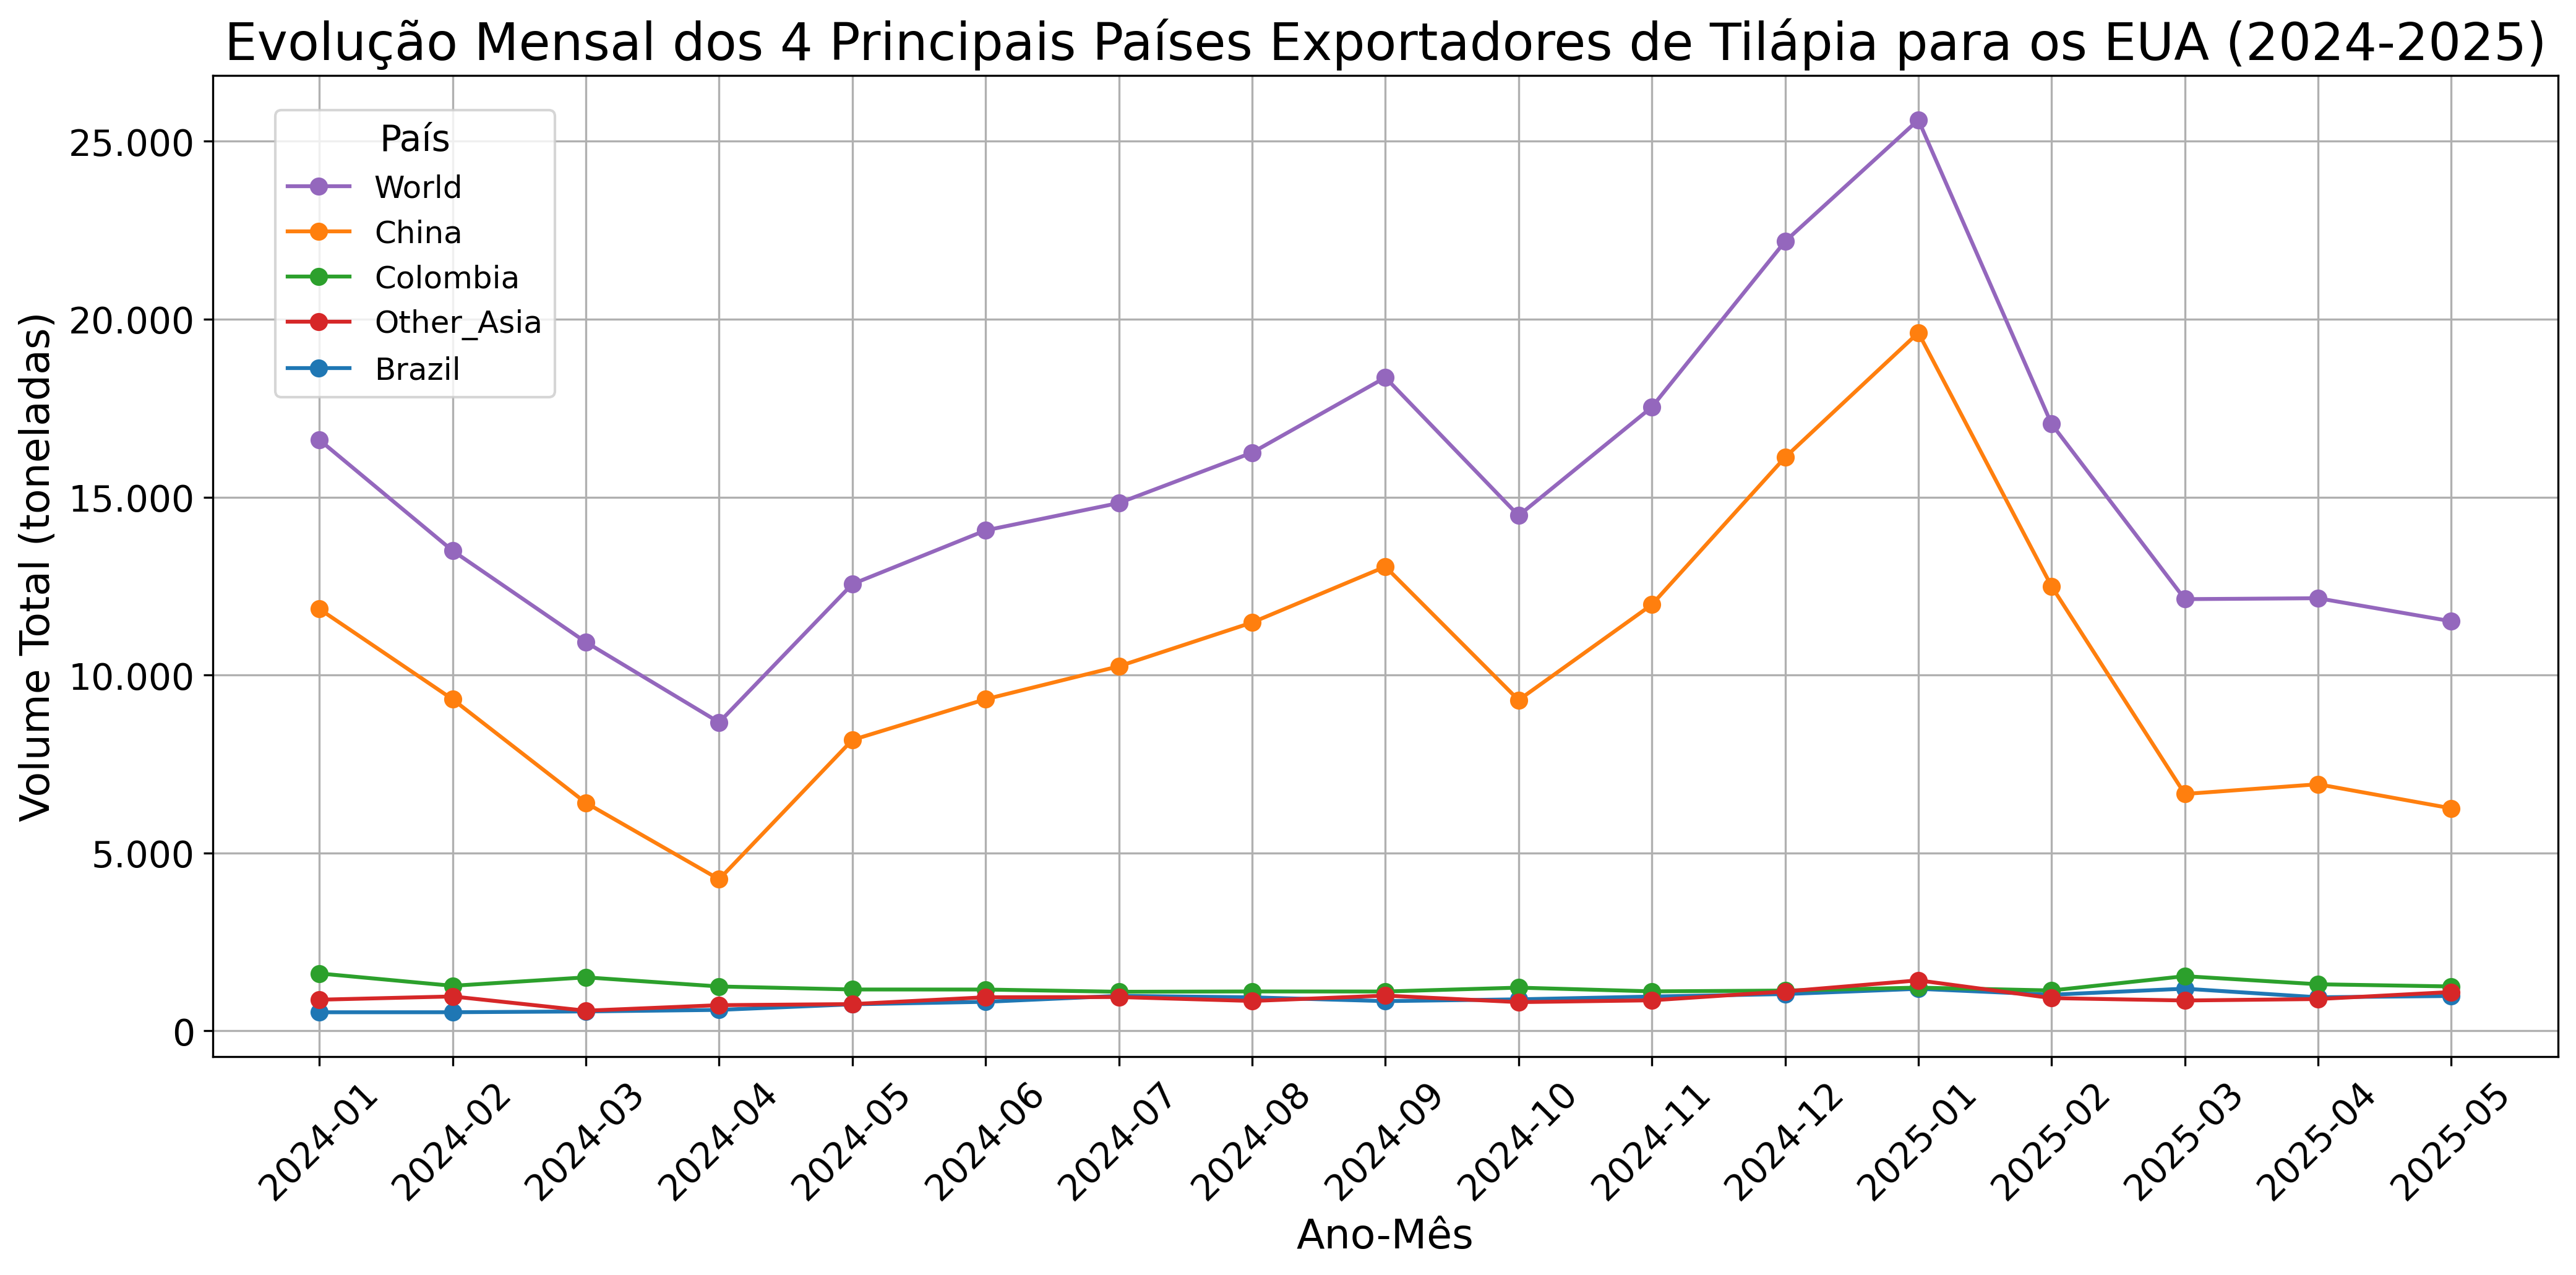 Evolução Mensal dos 4 Principais Países Exportadores de Tilápia para os EUA (2024-2025)
País
World
China
Colombia
Other_Asia
Brazil
Volume Total (toneladas)
25.000
20.000
15.000
10.000
5.000
0
2024-01
2024-02
2024-03
2024-04
2024-05
2024-06
2024-07
2024-08
2024-09
2024-10
2024-11
2024-12
2025-01
2025-02
2025-03
2025-04
2025-05
Ano-Mês